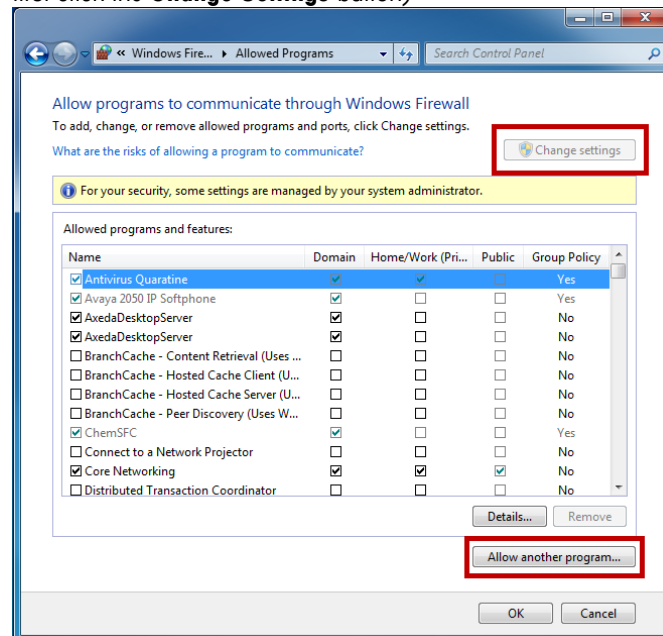 Windows Fire... Allowed Programs Search Control Panel
Allow programs to communicate through Windows Firewall
To add, change, or remove allowed programs and ports, click Change settings.
What are the risks of allowing a program to communicate? Change settings
For your security, some settings are managed by your system administrator.
Allowed programs and features:
Name Domain Home/Work (Pri... Public Group Policy
Antivirus Quaratine Yes
Avaya 2050 IP Softphone Yes
AxedaDesktopServer No
AxedaDesktopServer No
BranchCache - Content Retrieval (Uses ... No
BranchCache - Hosted Cache Client (U... No
BranchCache - Hosted Cache Server (U... No
BranchCache - Peer Discovery (Uses W... No
ChemSFC Yes
Connect to a Network Projector No
Core Networking No
Distributed Transaction Coordinator No
Details... Remove
Allow another program...
OK Cancel